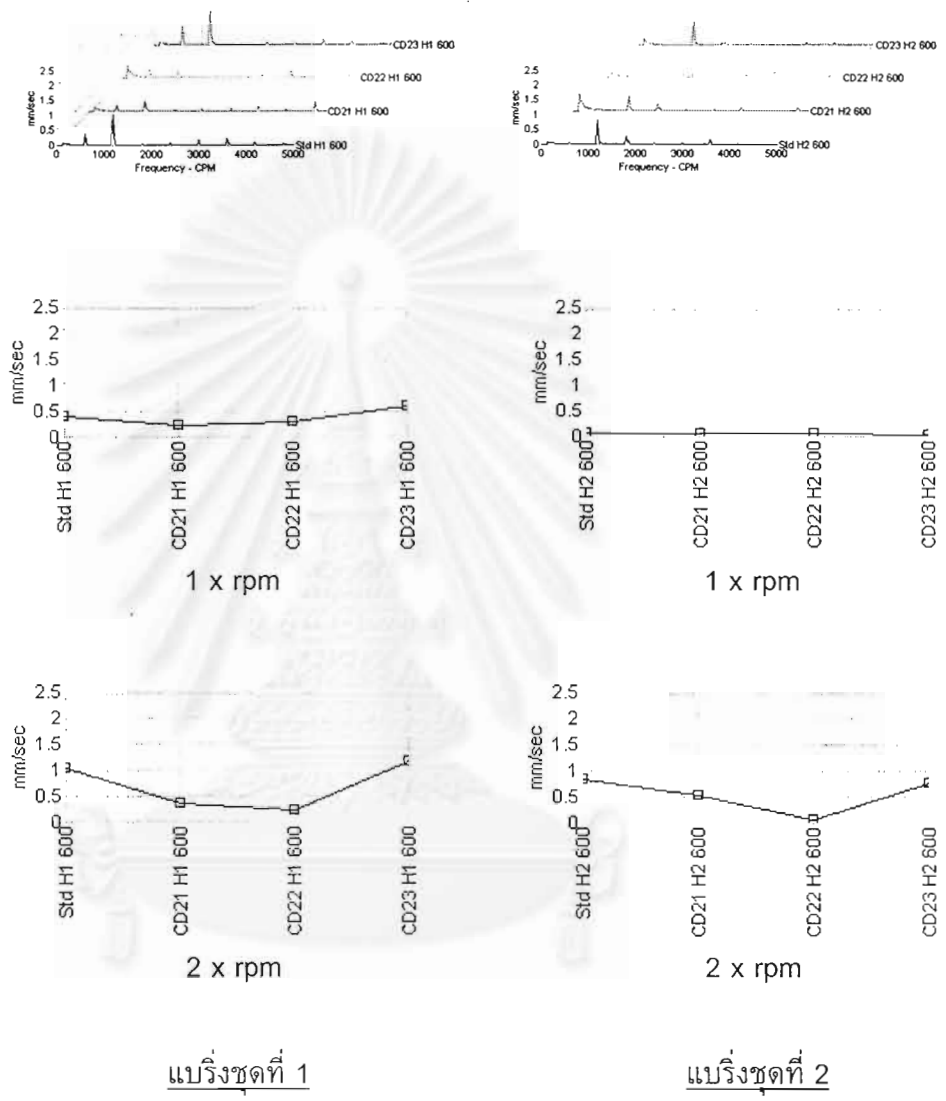 CD23 H1 600
2.5
2
CD22 H1 600
1.5
1
CD21 H1 600
0.5
0
mm/sec
Std H1 600
0 1000 2000 3000 4000 5000
Frequency - CPM
CD23 H2 600
2.5
2
CD22 H2 600
1.5
1
CD21 H2 600
0.5
0
mm/sec
Std H2 600
0 1000 2000 3000 4000 5000
Frequency - CPM
2.5
2
1.5
1
0.5
0
mm/sec
Std H1 600
CD21 H1 600
CD22 H1 600
CD23 H1 600
1 x rpm
2.5
2
1.5
1
0.5
0
mm/sec
Std H2 600
CD21 H2 600
CD22 H2 600
CD23 H2 600
1 x rpm
2.5
2
1.5
1
0.5
0
mm/sec
Std H1 600
CD21 H1 600
CD22 H1 600
CD23 H1 600
2 x rpm
2.5
2
1.5
1
0.5
0
mm/sec
Std H2 600
CD21 H2 600
CD22 H2 600
CD23 H2 600
2 x rpm
แบริ่งชุดที่ 1
แบริ่งชุดที่ 2